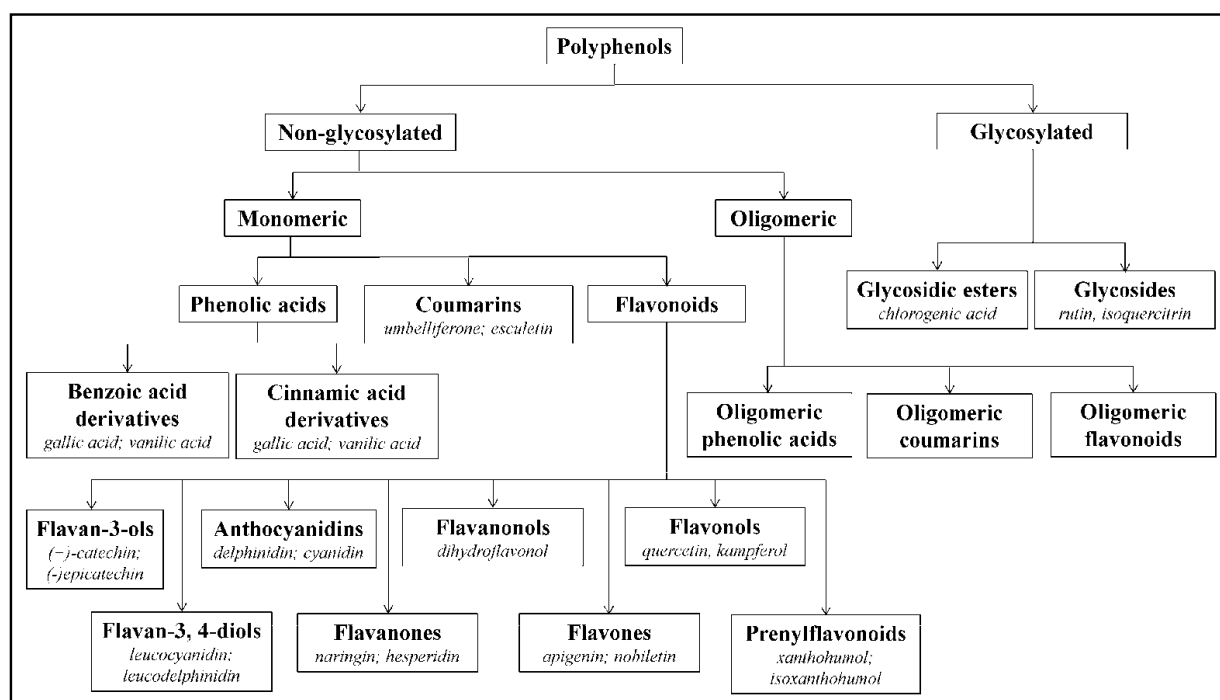 Polyphenols
Non-glycosylated
Glycosylated
Monomeric
Oligomeric
Phenolic acids
Coumarins
umbelliferone; esculetin
Flavonoids
Glycosidic esters
chlorogenic acid
Glycosides
rutin, isoquercitrin
Benzoic acid
derivatives
gallic acid; vanilic acid
Cinnamic acid
derivatives
gallic acid; vanilic acid
Oligomeric
phenolic acids
Oligomeric
coumarins
Oligomeric
flavonoids
Flavan-3-ols
(−)-catechin;
(-)epicatechin
Anthocyanidins
delphinidin; cyanidin
Flavanonols
dihydroflavonol
Flavonols
quercetin, kampferol
Flavan-3, 4-diols
leucocyanidin;
leucodelphinidin
Flavanones
naringin; hesperidin
Flavones
apigenin; nobiletin
Prenylflavonoids
xanthohumol;
isoxanthohumol